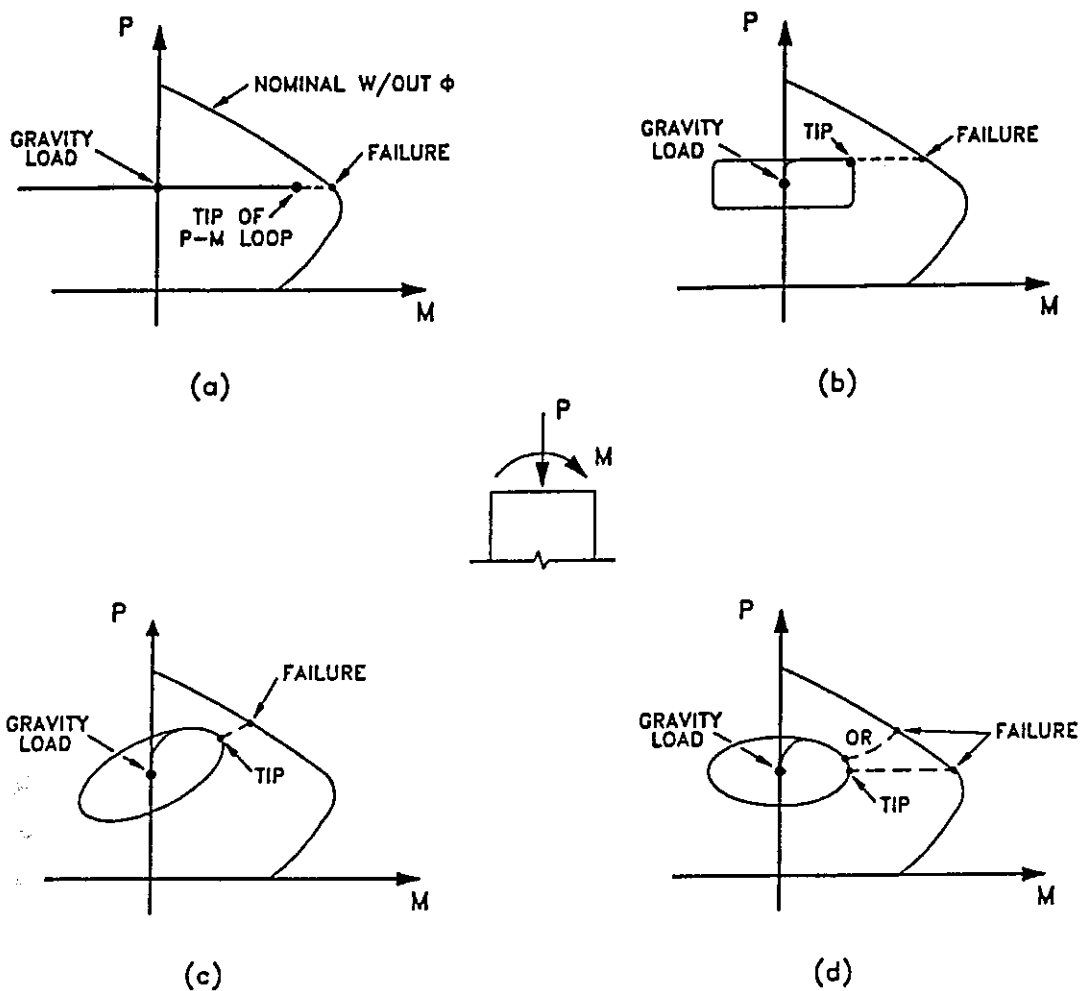 P
NOMINAL W/OUT Φ
GRAVITY
LOAD
FAILURE
TIP OF
P-M LOOP
M
(a)
P
GRAVITY
LOAD
TIP
FAILURE
M
(b)
P
M
P
FAILURE
GRAVITY
LOAD
TIP
M
(c)
P
GRAVITY
LOAD
OR
FAILURE
TIP
M
(d)